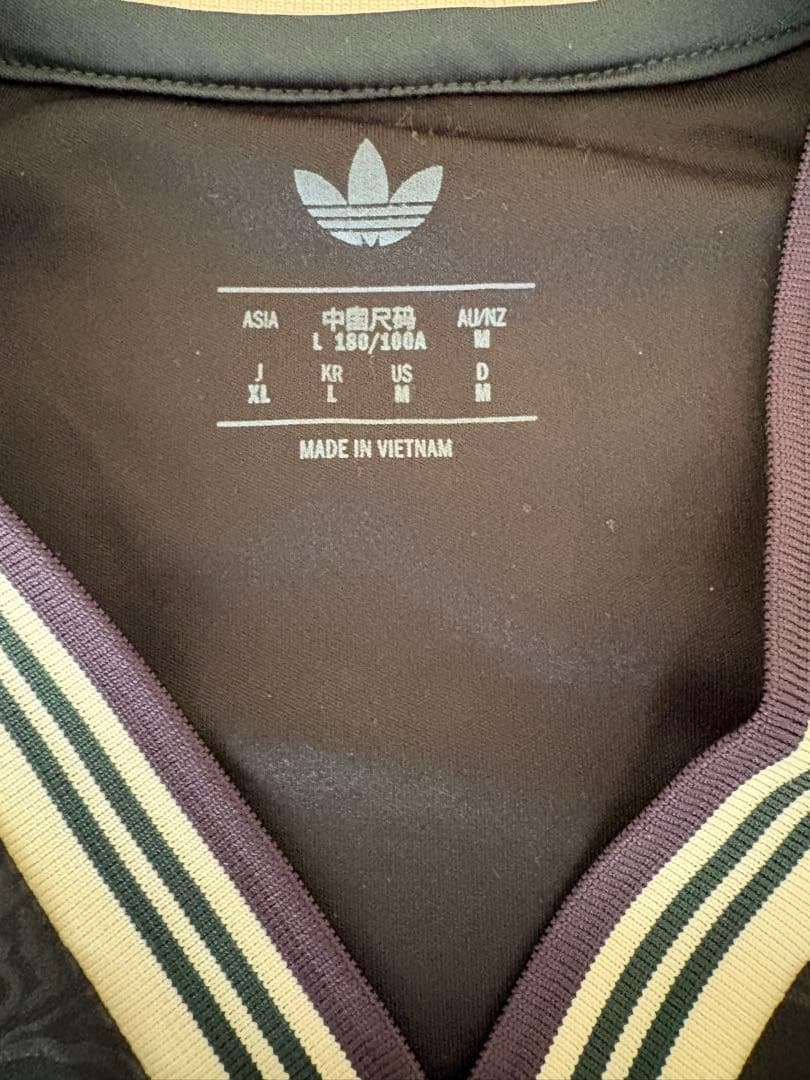 ASIA 中国尺码 AU/NZ
L 180/100A M
J KR US D
XL L M M
MADE IN VIETNAM